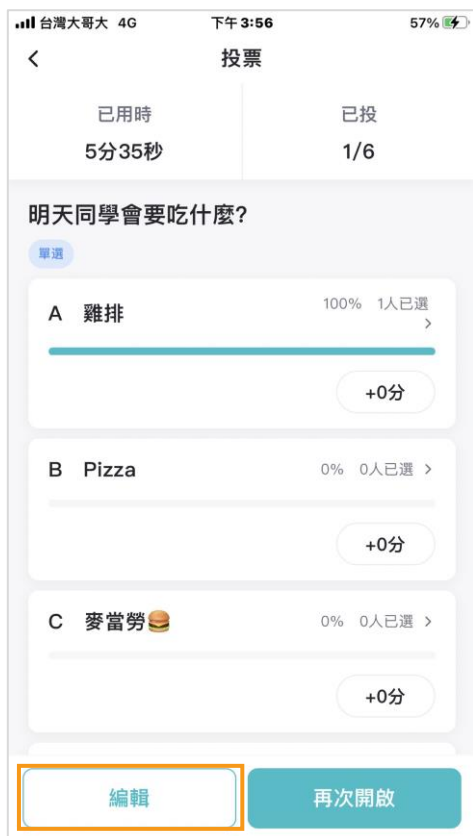 台灣大哥大 4G 下午 3:56 57%
投票
已用時 已投
5分35秒 1/6
明天同學會要吃什麼?
單選
A 雞排 100% 1人已選
+0分
B Pizza 0% 0人已選
+0分
C 麥當勞🍔 0% 0人已選
+0分
編輯 再次開啟